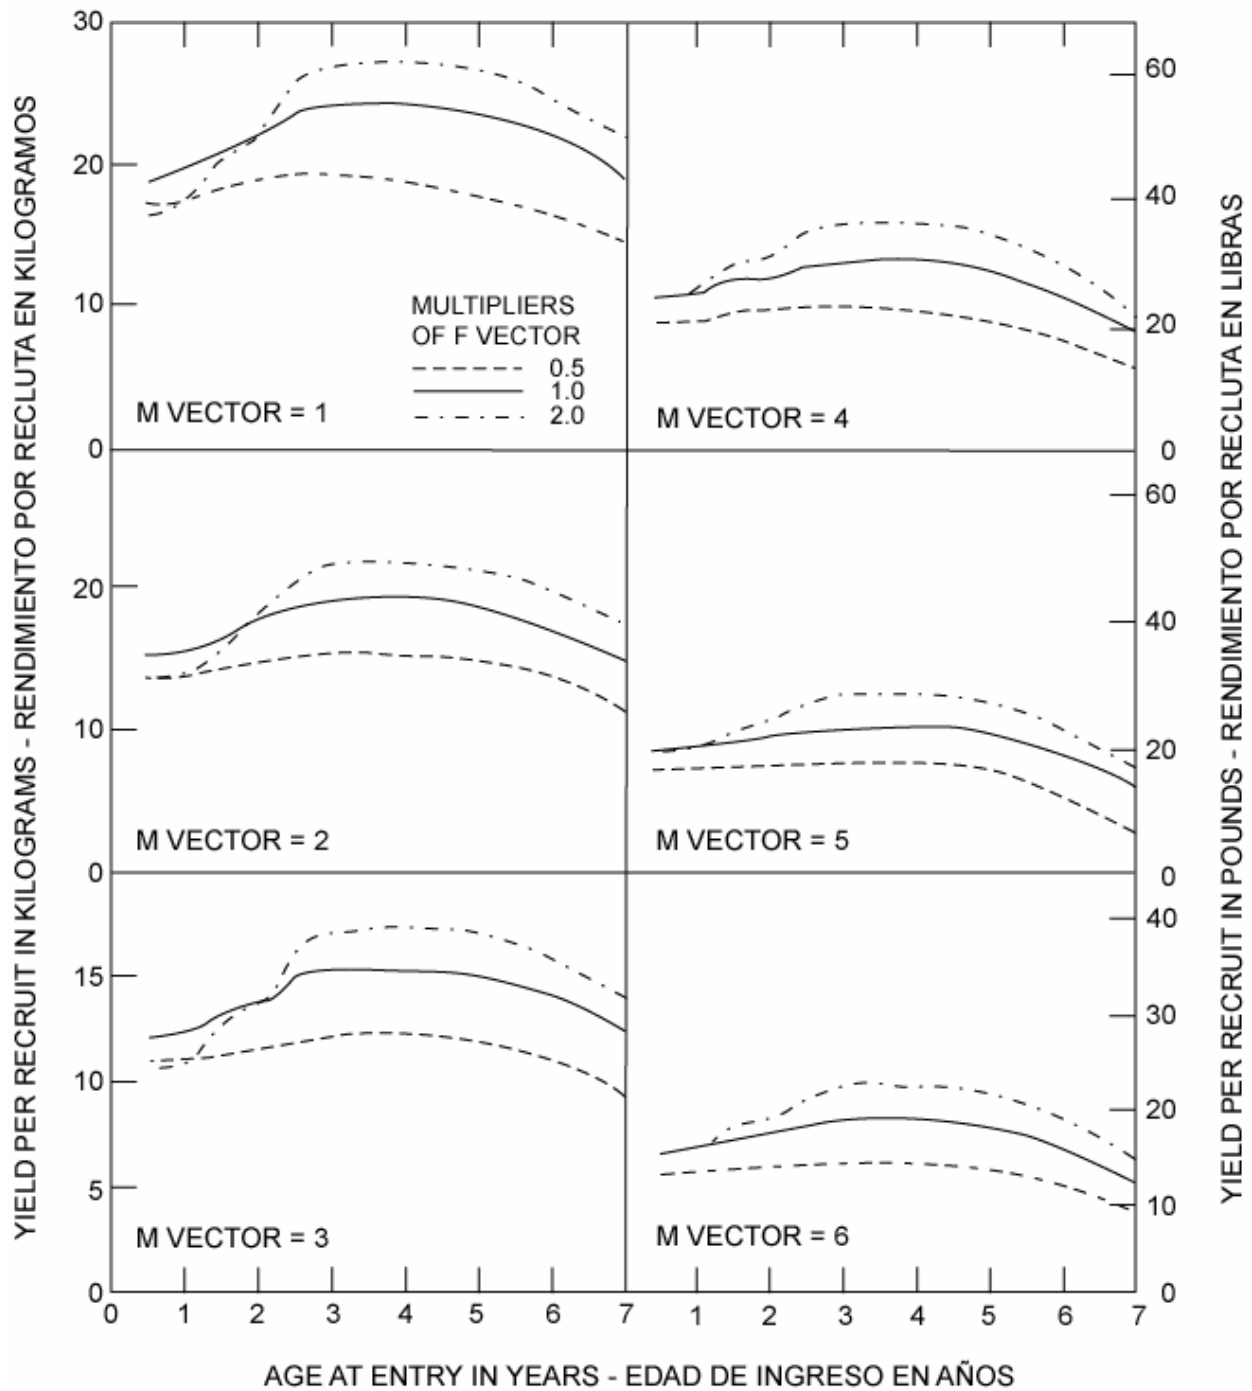 YIELD PER RECRUIT IN KILOGRAMS - RENDIMIENTO POR RECLUTA EN KILOGRAMOS
30
20
10
0
MULTIPLIERS
OF F VECTOR
0.5
1.0
2.0
M VECTOR = 1
60
40
20
0
M VECTOR = 4
20
10
0
M VECTOR = 2
60
40
20
0
M VECTOR = 5
15
10
5
0
M VECTOR = 3
40
30
20
10
0
M VECTOR = 6
0 1 2 3 4 5 6 7 1 2 3 4 5 6 7
AGE AT ENTRY IN YEARS - EDAD DE INGRESO EN AÑOS
YIELD PER RECRUIT IN POUNDS - RENDIMIENTO POR RECLUTA EN LIBRAS